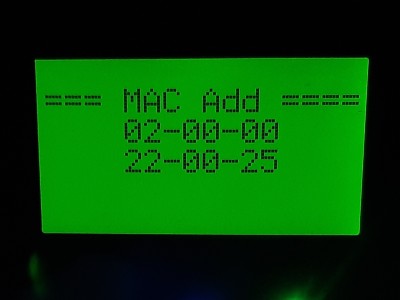 === MAC Add ====
02-00-00
22-00-25